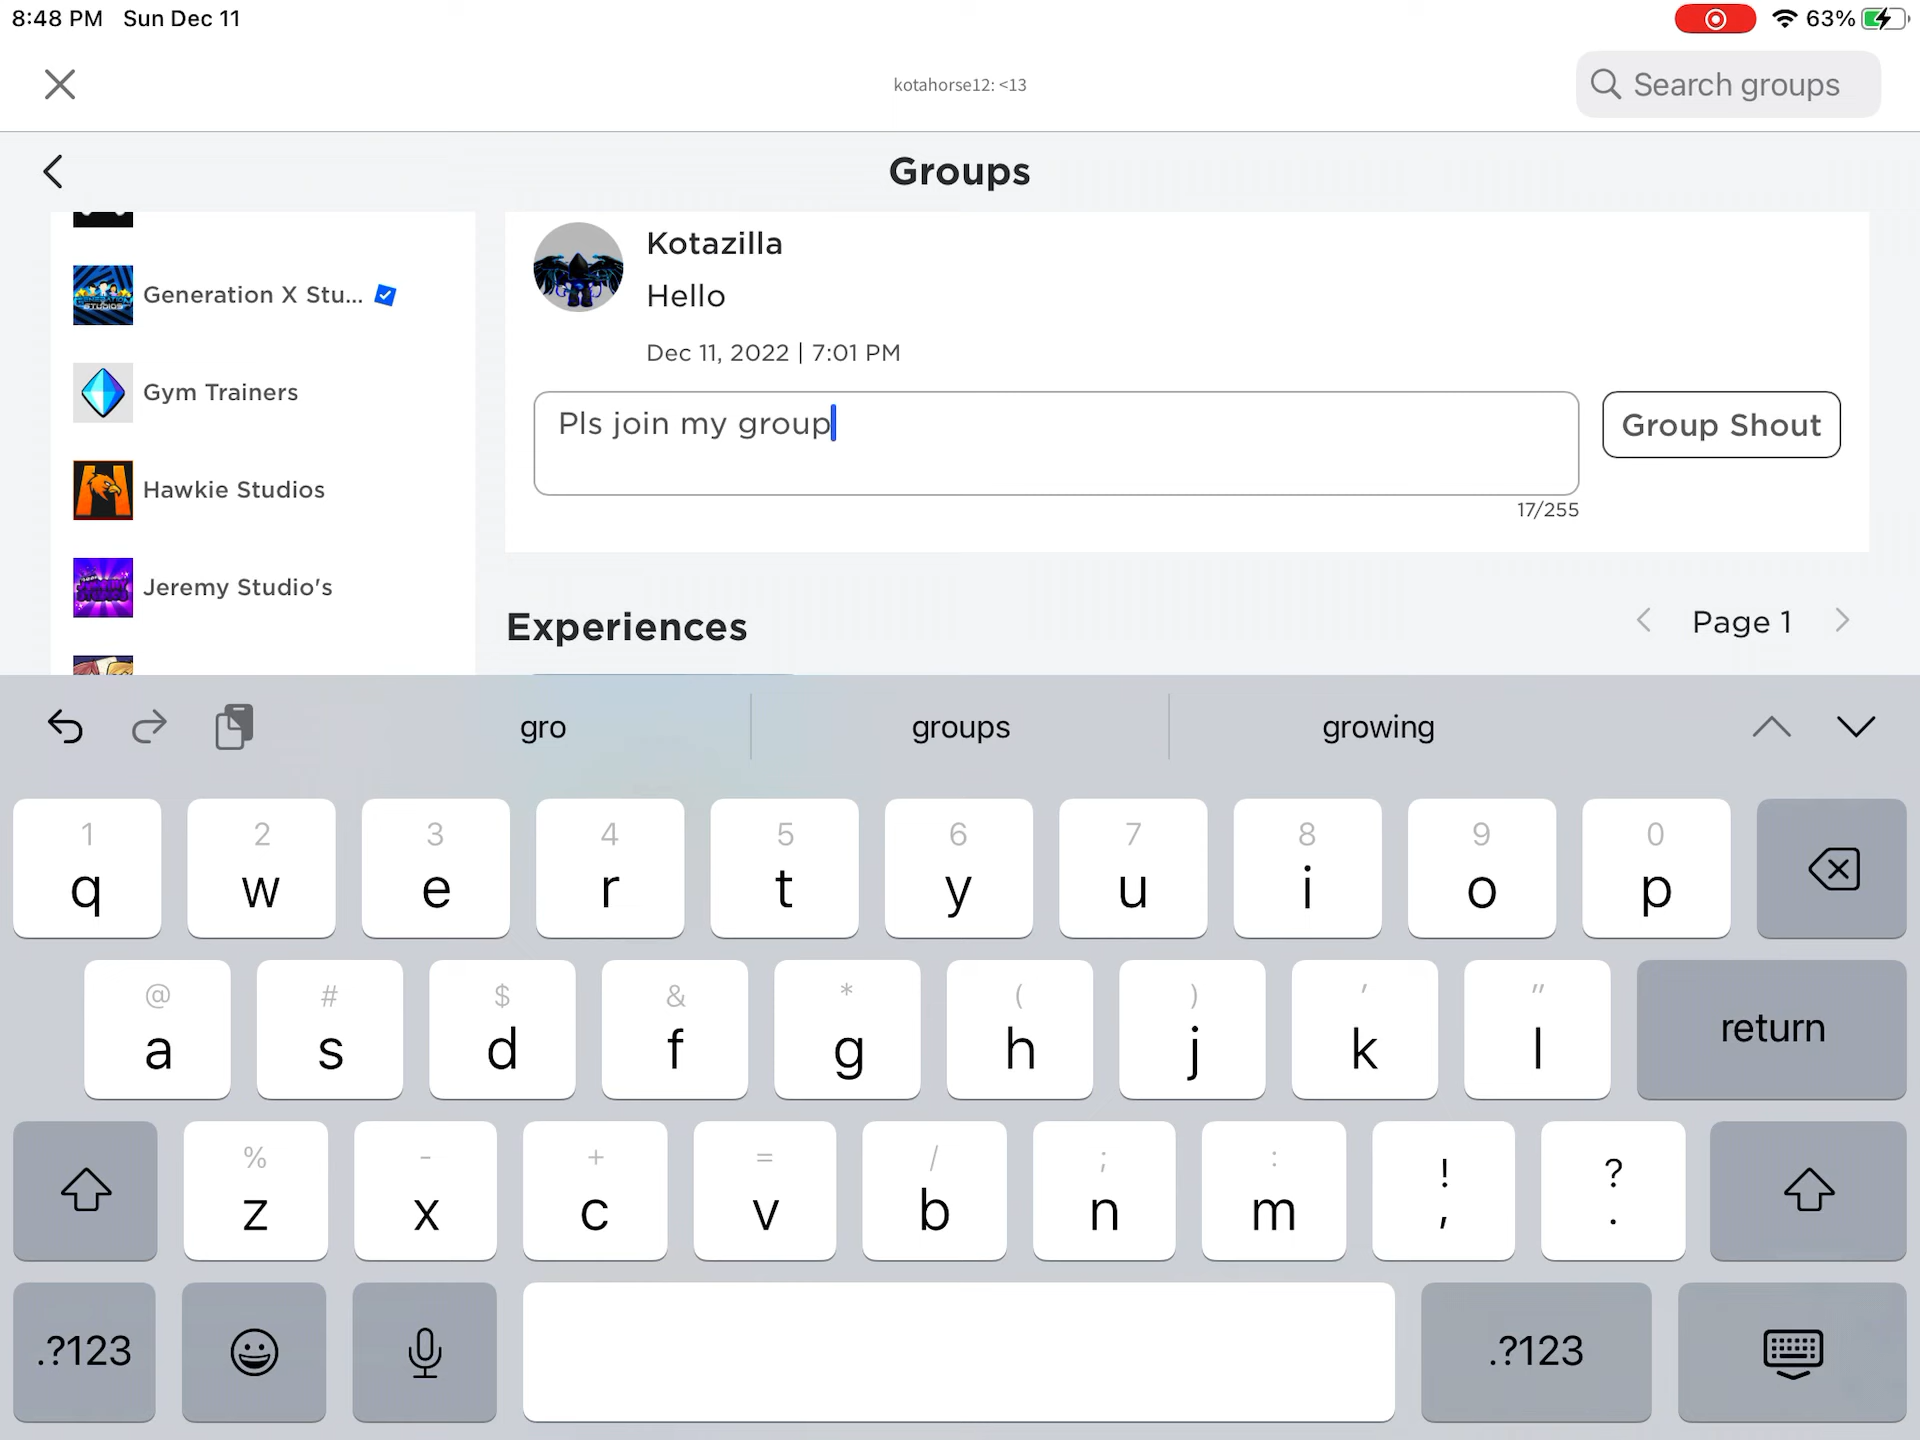 8:48 PM Sun Dec 11
63%
kotahorse12: <13
Search groups
Groups
Kotazilla
Hello
Dec 11, 2022 | 7:01 PM
Generation X Stu...
Gym Trainers
Hawkie Studios
Jeremy Studio's
Pls join my group
Group Shout
17/255
Experiences
Page 1
gro groups growing
1 2 3 4 5 6 7 8 9 0
q w e r t y u i o p
@ # $ & * ( ) ' "
a s d f g h j k l return
% - + = / ; : ! ?
z x c v b n m , .
.?123 .?123